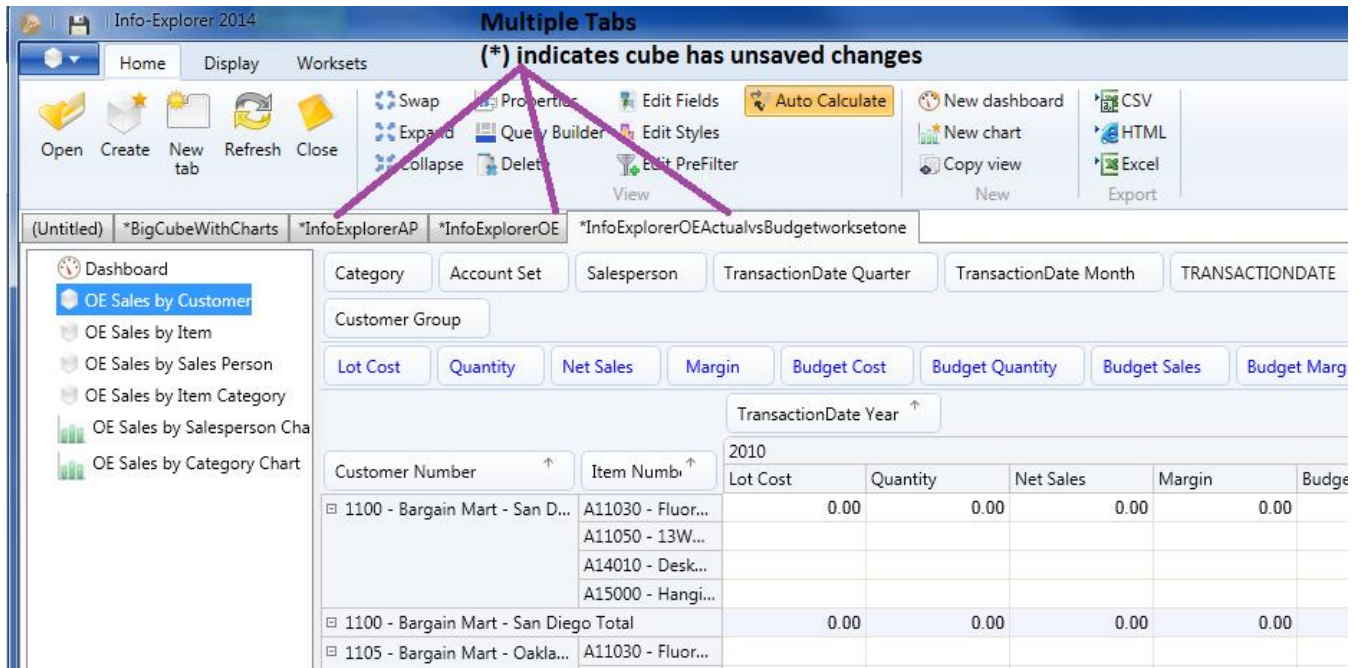 Info-Explorer 2014
Multiple Tabs
(*) indicates cube has unsaved changes
Home Display Worksets
Open Create New tab Refresh Close
Swap Properties Edit Fields Auto Calculate New dashboard CSV
Expand Query Builder Edit Styles New chart HTML
Collapse Delete Edit PreFilter Copy view Excel
View New Export
(Untitled) *BigCubeWithCharts *InfoExplorerAP *InfoExplorerOE *InfoExplorerOEActualvsBudgetworksetone
Dashboard
OE Sales by Customer
OE Sales by Item
OE Sales by Sales Person
OE Sales by Item Category
OE Sales by Salesperson Cha
OE Sales by Category Chart
Category Account Set Salesperson TransactionDate Quarter TransactionDate Month TRANSACTIONDATE
Customer Group
Lot Cost Quantity Net Sales Margin Budget Cost Budget Quantity Budget Sales Budget Marg
TransactionDate Year
2010
Customer Number Item Numb
Lot Cost Quantity Net Sales Margin Budge
1100 - Bargain Mart - San D... A11030 - Fluor... 0.00 0.00 0.00 0.00
A11050 - 13W...
A14010 - Desk...
A15000 - Hangi...
1100 - Bargain Mart - San Diego Total 0.00 0.00 0.00 0.00
1105 - Bargain Mart - Oakla... A11030 - Fluor...